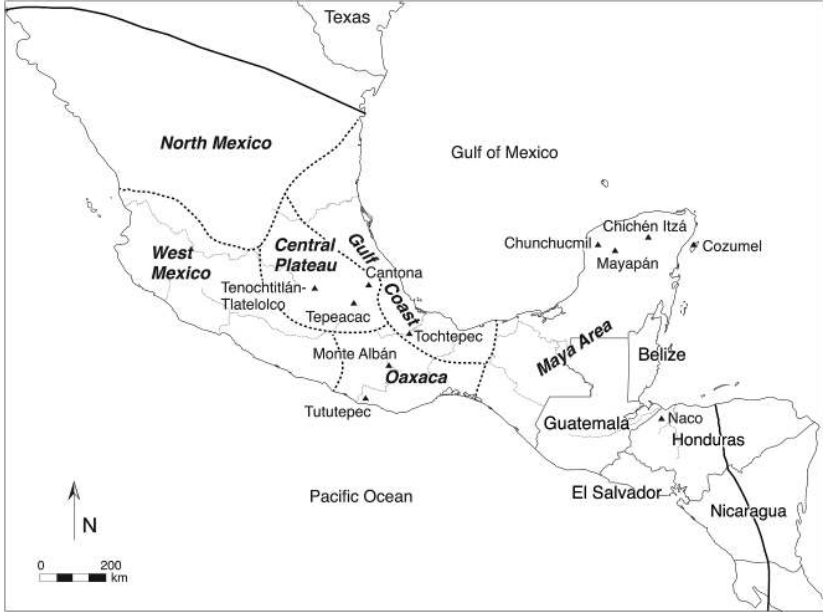 Texas
North Mexico
Gulf of Mexico
Chichén Itzá
Chunchucmil
Cozumel
Mayapán
West
Mexico
Central
Plateau
Gulf
Coast
Cantona
Tenochtitlán-
Tlatelolco
Tepeacac
Tochtepec
Maya Area
Belize
Monte Albán
Oaxaca
Tututepec
Guatemala
Naco
Honduras
Pacific Ocean
El Salvador
Nicaragua
N
0 200
km